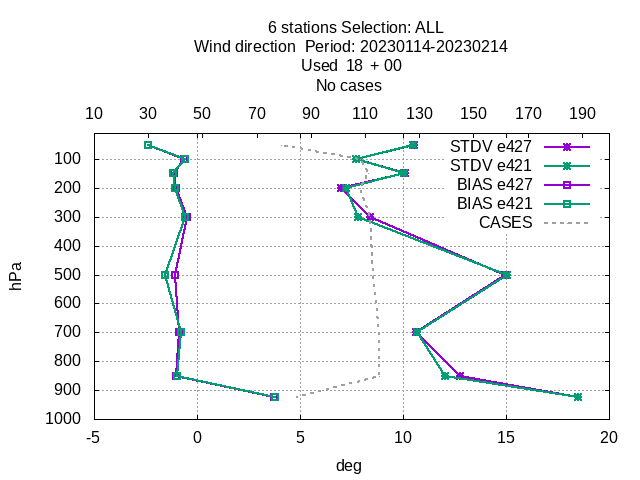 6 stations Selection: ALL
Wind direction  Period: 20230114-20230214
Used  18  + 00
No cases
10 30 50 70 90 110 130 150 170 190
STDV e427
STDV e421
BIAS e427
BIAS e421
CASES
100
200
300
400
500
600
700
800
900
1000
hPa
-5 0 5 10 15 20
deg